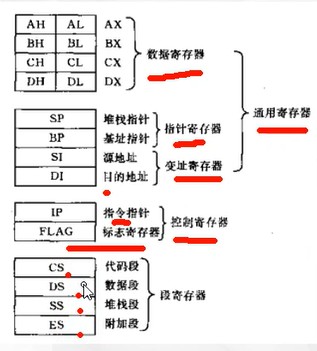 AH AL AX
BH BL BX
CH CL CX
DH DL DX
数据寄存器
SP 堆栈指针
BP 基址指针
指针寄存器
SI 源地址
DI 目的地址
变址寄存器
通用寄存器
IP 指令指针
FLAG 标志寄存器
控制寄存器
CS 代码段
DS 数据段
SS 堆栈段
ES 附加段
段寄存器